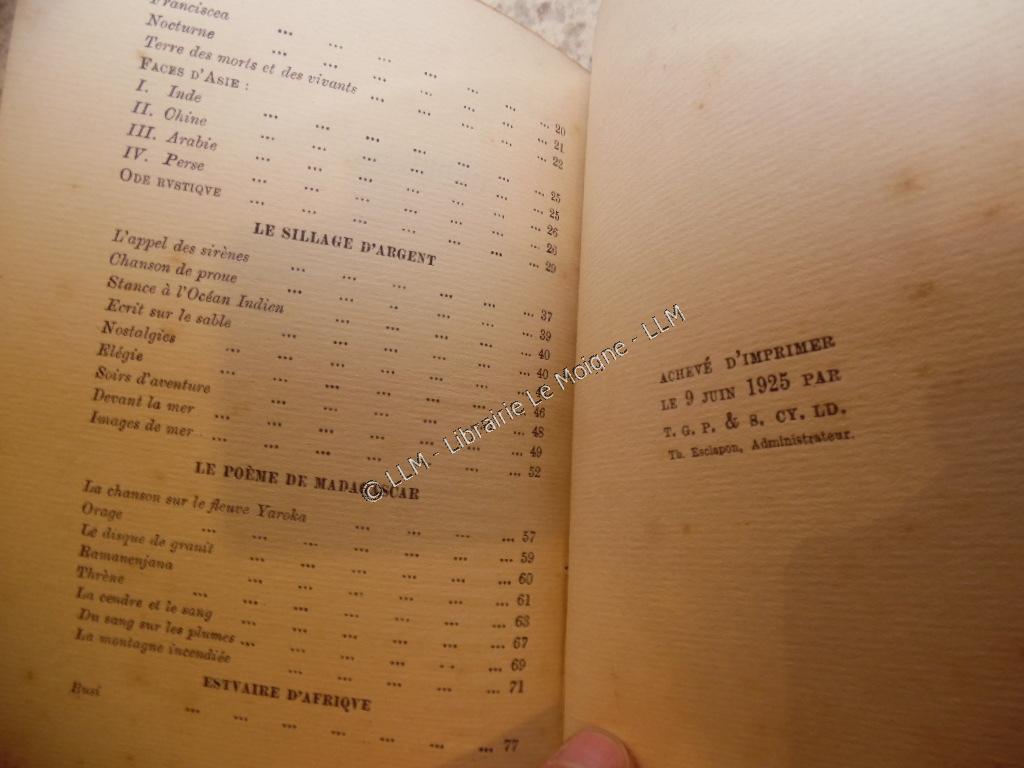 Franciscea ... ... ... ... ... ... 20
Nocturne ... ... ... ... ... ... 21
Terre des morts et des vivants ... ... ... ... 22
FACES D'ASIE :
I. Inde ... ... ... ... ... ... 25
II. Chine ... ... ... ... ... ... 25
III. Arabie ... ... ... ... ... ... 26
IV. Perse ... ... ... ... ... ... 26
ODE RVSTIQVE ... ... ... ... ... ... 29
LE SILLAGE D'ARGENT
L'appel des sirènes ... ... ... ... ... ... 37
Chanson de proue ... ... ... ... ... ... 39
Stance à l'Océan Indien ... ... ... ... ... 40
Ecrit sur le sable ... ... ... ... ... ... 40
Nostalgies ... ... ... ... ... ...
Elégie ... ... ... ... ... ... 46
Soirs d'aventure ... ... ... ... ... ... 48
Devant la mer ... ... ... ... ... ... 49
Images de mer ... ... ... ... ... ... 52
LE POÈME DE MADAGASCAR
La chanson sur le fleuve Yaroka ... ... ... ... 57
Orage ... ... ... ... ... ... 59
Le disque de granit ... ... ... ... ... ... 60
Ramanenjana ... ... ... ... ... ... 61
Thrène ... ... ... ... ... ... 63
La cendre et le sang ... ... ... ... ... ... 67
Du sang sur les plumes ... ... ... ... ... ... 69
La montagne incendiée ... ... ... ... ... 71
ESTVAIRE D'AFRIQVE
Busi ... ... ... ... ... ... ... 77
ACHEVÉ D'IMPRIMER
LE 9 JUIN 1925 PAR
T. G. P. & S. CY. LD.
Th. Esclapon, Administrateur.
© LLM - Librairie Le Moigne - LLM